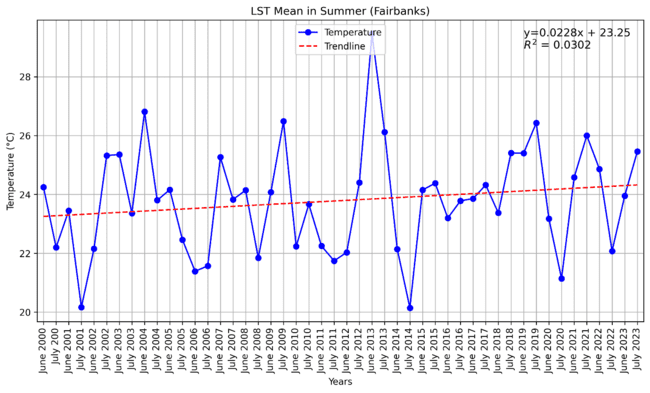 LST Mean in Summer (Fairbanks)
Temperature
Trendline
y=0.0228x + 23.25
R² = 0.0302
Temperature (°C)
28
26
24
22
20
June 2000
July 2000
June 2001
July 2001
June 2002
July 2002
June 2003
July 2003
June 2004
July 2004
June 2005
July 2005
June 2006
July 2006
June 2007
July 2007
June 2008
July 2008
June 2009
July 2009
June 2010
July 2010
June 2011
July 2011
June 2012
July 2012
June 2013
July 2013
June 2014
July 2014
June 2015
July 2015
June 2016
July 2016
June 2017
July 2017
June 2018
July 2018
June 2019
July 2019
June 2020
July 2020
June 2021
July 2021
June 2022
July 2022
June 2023
July 2023
Years